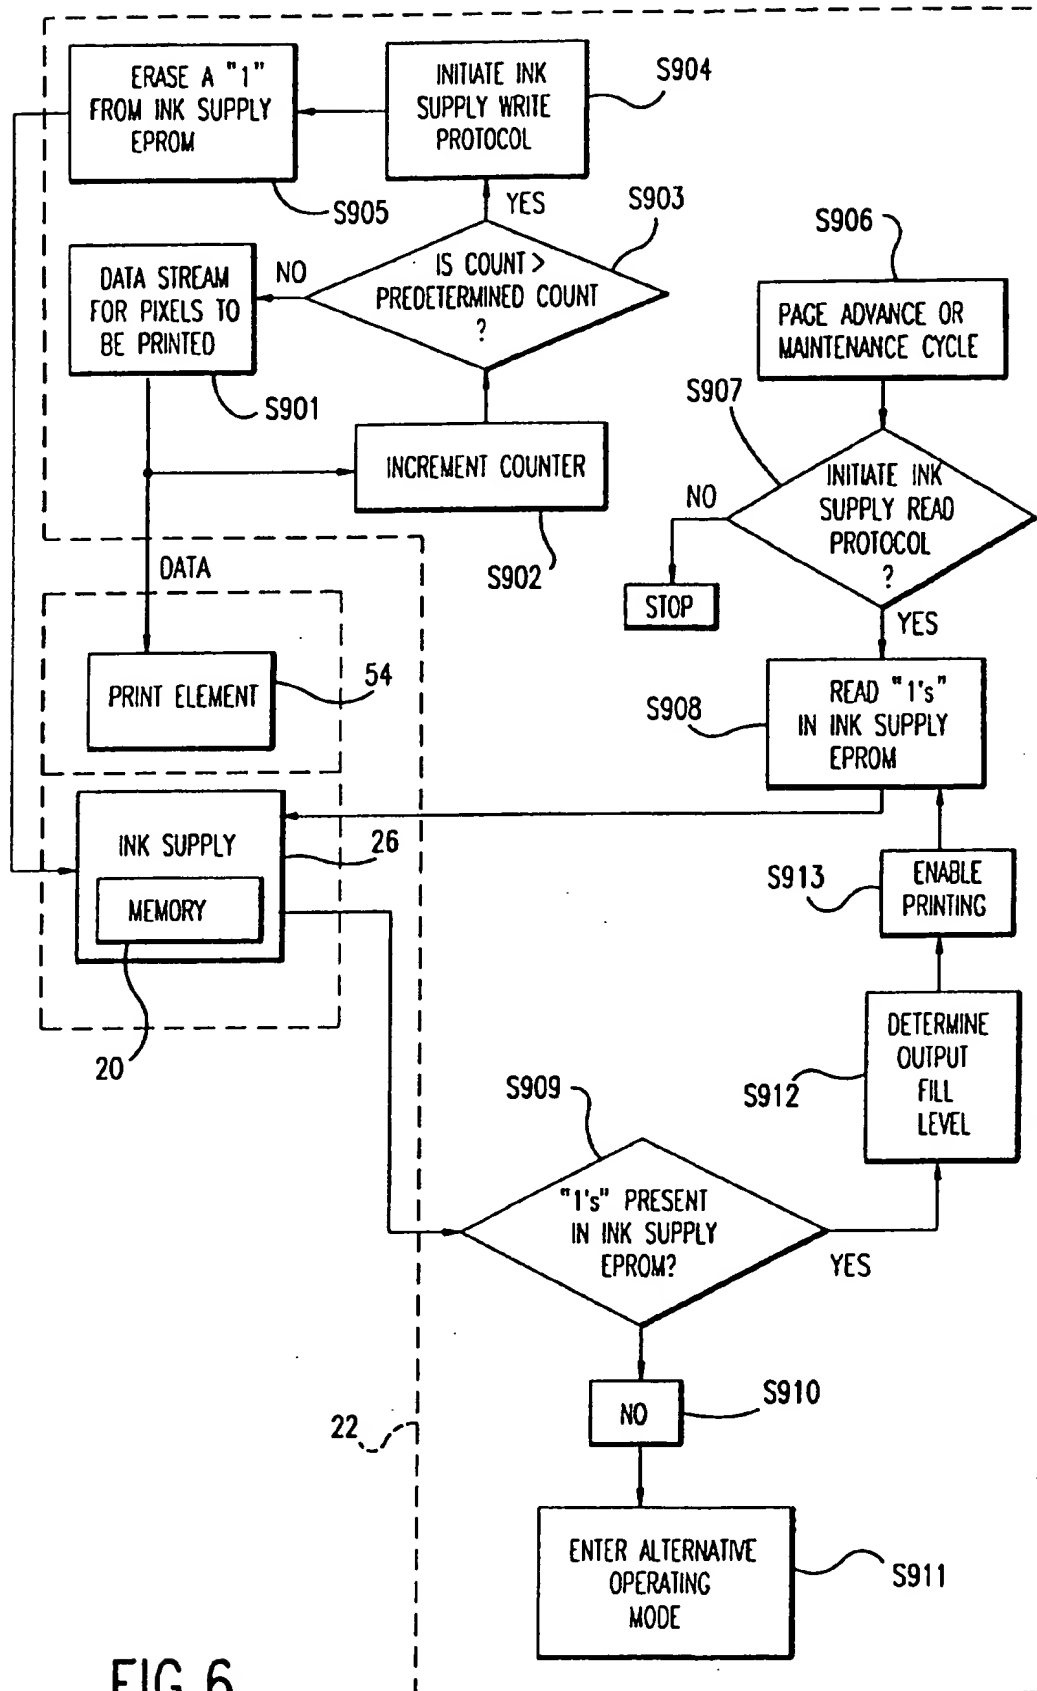 ERASE A "1"
FROM INK SUPPLY
EPROM
S905
INITIATE INK
SUPPLY WRITE
PROTOCOL
S904
YES
S903
IS COUNT >
PREDETERMINED COUNT
?
NO
DATA STREAM
FOR PIXELS TO
BE PRINTED
S901
INCREMENT COUNTER
S902
DATA
PRINT ELEMENT
54
INK SUPPLY
26
MEMORY
20
S906
PAGE ADVANCE OR
MAINTENANCE CYCLE
S907
INITIATE INK
SUPPLY READ
PROTOCOL
?
NO
STOP
YES
S908
READ "1's"
IN INK SUPPLY
EPROM
S913
ENABLE
PRINTING
S912
DETERMINE
OUTPUT
FILL
LEVEL
S909
"1's" PRESENT
IN INK SUPPLY
EPROM?
YES
NO
S910
22
ENTER ALTERNATIVE
OPERATING
MODE
S911
FIG 6